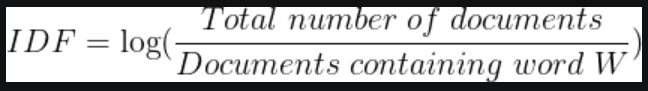 IDF = log(Total number of documents / Documents containing word W)